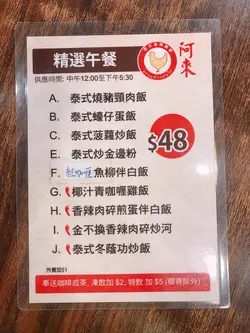 精選午餐
供應時間: 中午12:00至下午5:30
阿來
A. 泰式燒豬頸肉飯
B. 泰式蠔仔蛋飯
C. 泰式菠蘿炒飯
E. 泰式炒金邊粉
F. 紅咖喱魚柳伴白飯
G. 椰汁青咖喱雞飯
H. 香辣肉碎煎蛋伴白飯
I. 金不換香辣肉碎炒河
J. 泰式冬蔭功炒飯
$48
外賣加$1
奉送咖啡或茶, 凍飲加 $2, 特飲 加 $5 (椰青除外)